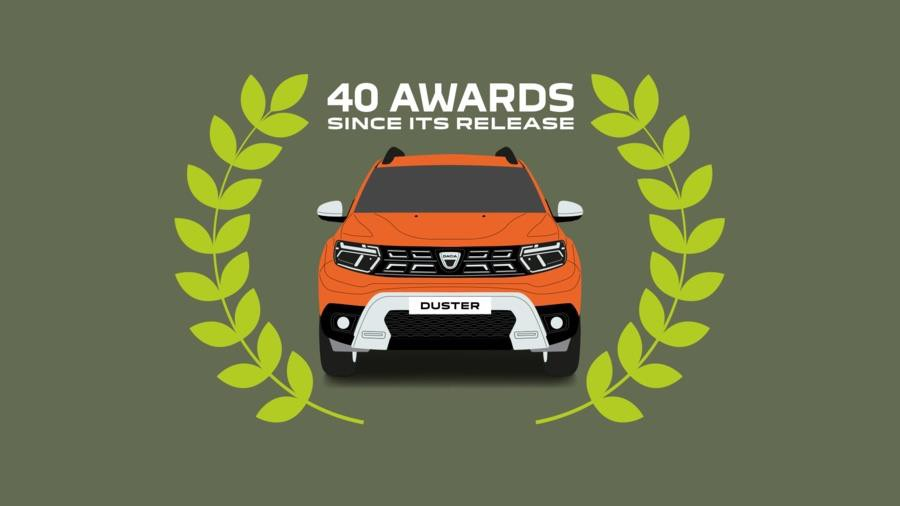 40 AWARDS
SINCE ITS RELEASE
DACIA
DUSTER